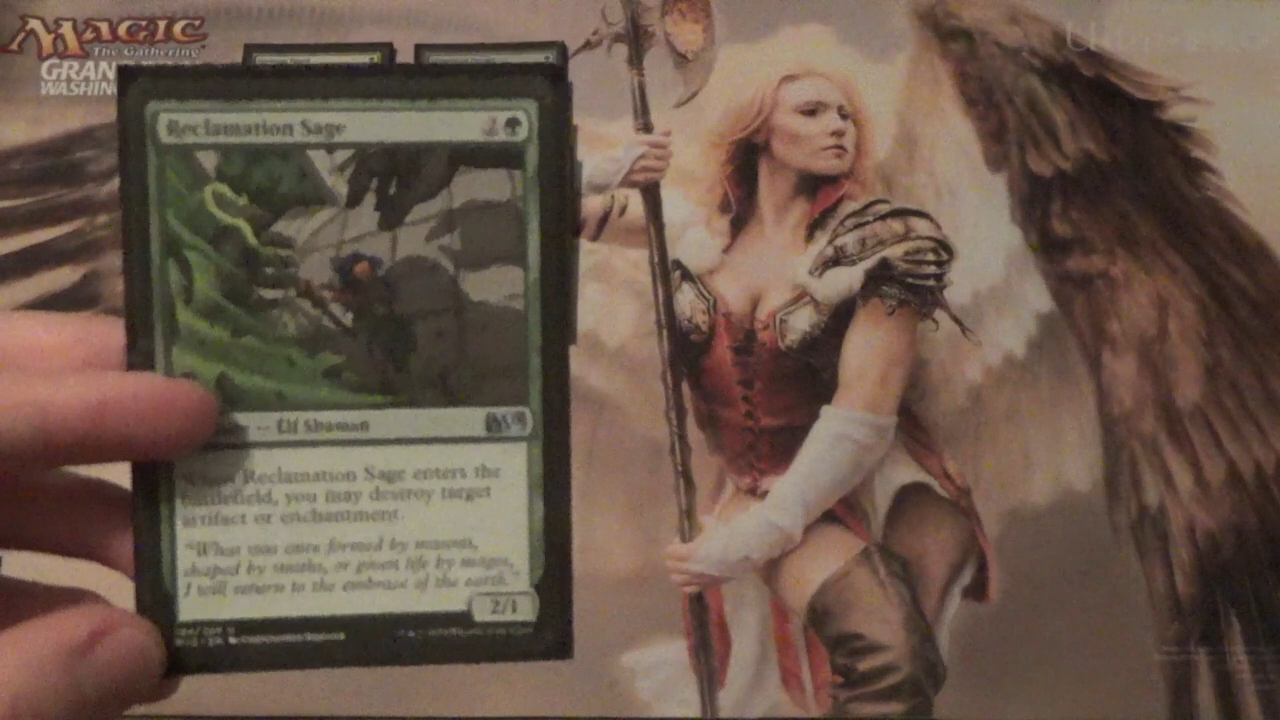 MAGIC
The Gathering
GRAN
WASHING
Reclamation Sage
2
— Elf Shaman
Reclamation Sage enters the
battlefield, you may destroy target
artifact or enchantment.
"What was once formed by masons,
shaped by smiths, or given life by mages,
I will return to the embrace of the earth."
2/1